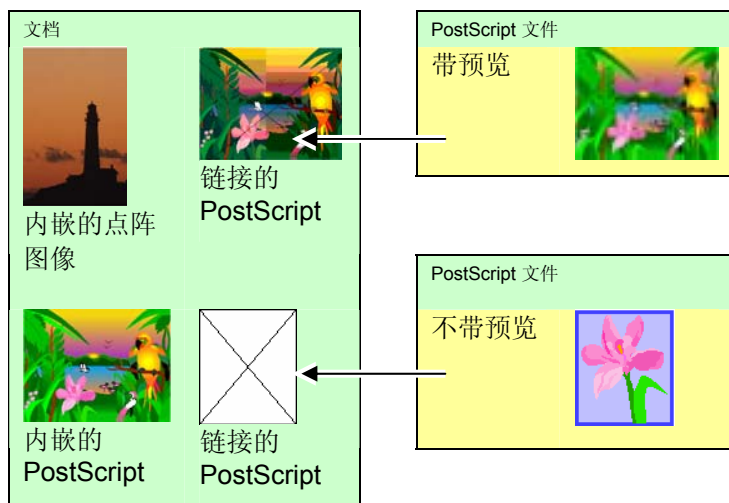 文档
内嵌的点阵
图像
链接的
PostScript
内嵌的
PostScript
链接的
PostScript
PostScript 文件
带预览
PostScript 文件
不带预览